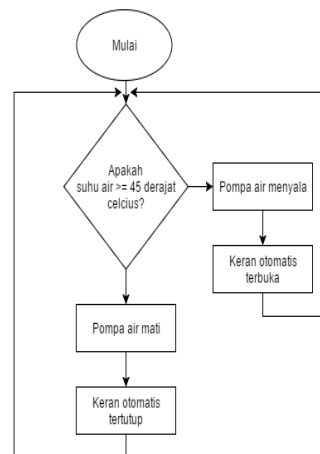 Mulai
Apakah
suhu air >= 45 derajat
celcius?
Pompa air menyala
Keran otomatis
terbuka
Pompa air mati
Keran otomatis
tertutup